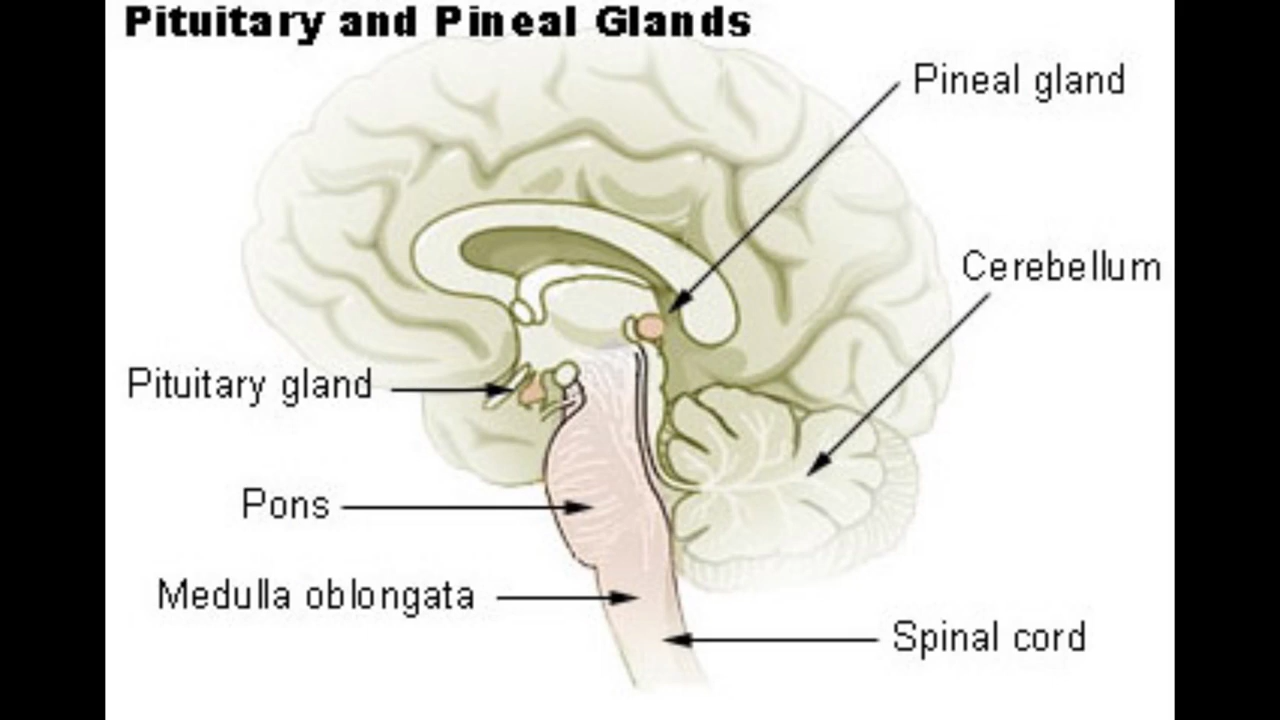 Pituitary and Pineal Glands
Pineal gland
Cerebellum
Pituitary gland
Pons
Medulla oblongata
Spinal cord